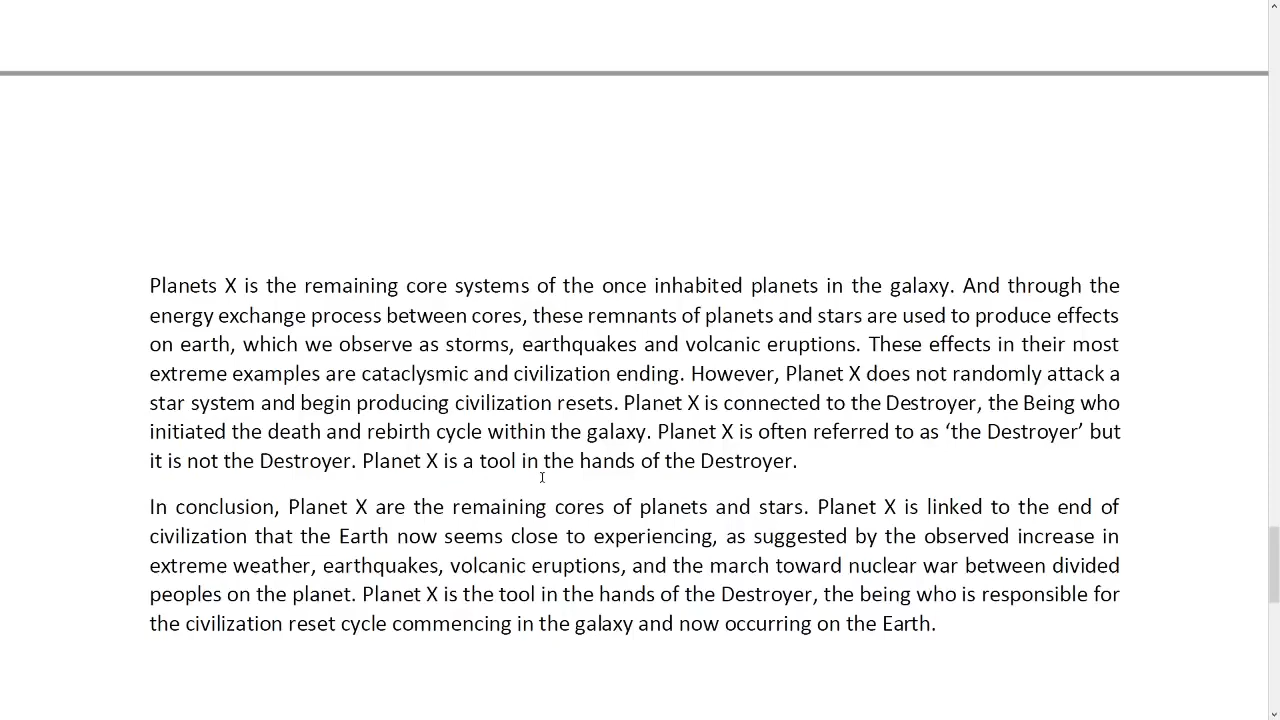 Planets X is the remaining core systems of the once inhabited planets in the galaxy. And through the
energy exchange process between cores, these remnants of planets and stars are used to produce effects
on earth, which we observe as storms, earthquakes and volcanic eruptions. These effects in their most
extreme examples are cataclysmic and civilization ending. However, Planet X does not randomly attack a
star system and begin producing civilization resets. Planet X is connected to the Destroyer, the Being who
initiated the death and rebirth cycle within the galaxy. Planet X is often referred to as ‘the Destroyer’ but
it is not the Destroyer. Planet X is a tool in the hands of the Destroyer.
In conclusion, Planet X are the remaining cores of planets and stars. Planet X is linked to the end of
civilization that the Earth now seems close to experiencing, as suggested by the observed increase in
extreme weather, earthquakes, volcanic eruptions, and the march toward nuclear war between divided
peoples on the planet. Planet X is the tool in the hands of the Destroyer, the being who is responsible for
the civilization reset cycle commencing in the galaxy and now occurring on the Earth.